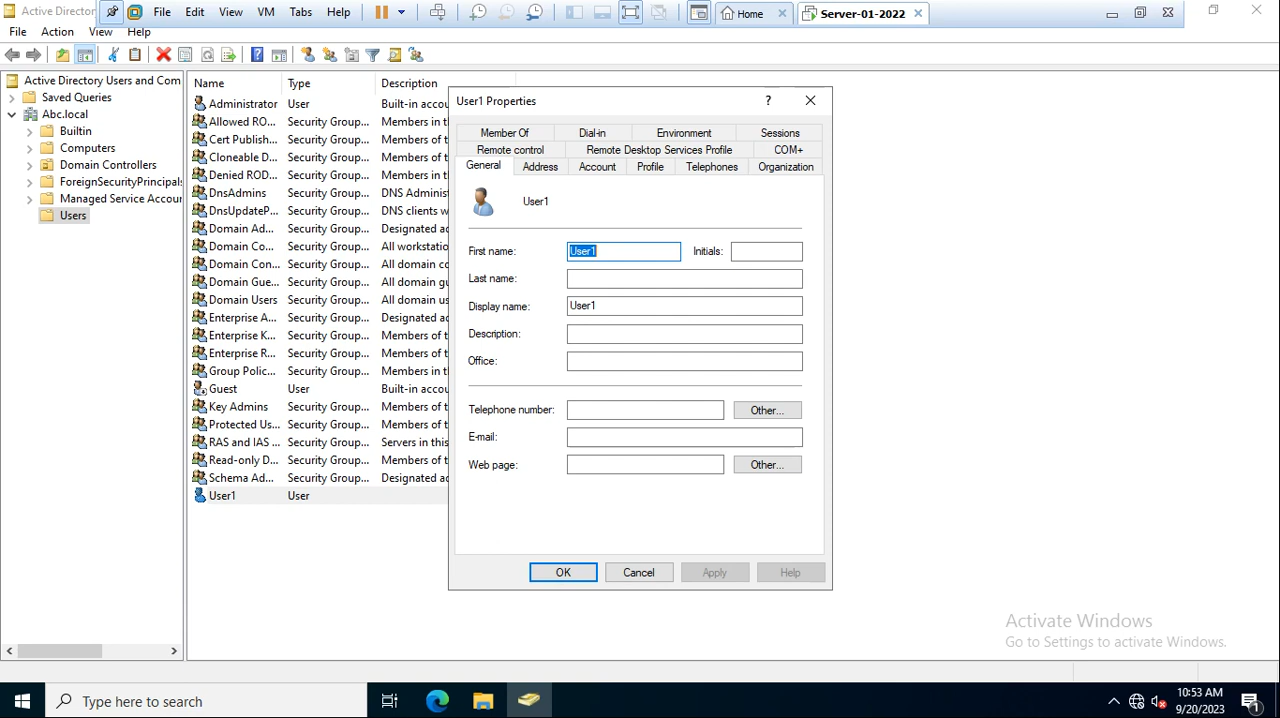 Active Directory File Edit View VM Tabs Help Home Server-01-2022
File Action View Help
Active Directory Users and Com
Saved Queries
Abc.local
Builtin
Computers
Domain Controllers
ForeignSecurityPrincipals
Managed Service Accour
Users
Name Type Description
Administrator User Built-in accou
Allowed RO... Security Group... Members in th
Cert Publish... Security Group... Members of th
Cloneable D... Security Group... Members of th
Denied ROD... Security Group... Members in th
DnsAdmins Security Group... DNS Administ
DnsUpdateP... Security Group... DNS clients w
Domain Ad... Security Group... Designated ad
Domain Co... Security Group... All workstatio
Domain Con... Security Group... All domain co
Domain Gue... Security Group... All domain gu
Domain Users Security Group... All domain us
Enterprise A... Security Group... Designated ad
Enterprise K... Security Group... Members of th
Enterprise R... Security Group... Members of th
Group Polic... Security Group... Members in th
Guest User Built-in accou
Key Admins Security Group... Members of th
Protected Us... Security Group... Members of th
RAS and IAS ... Security Group... Servers in this
Read-only D... Security Group... Members of th
Schema Ad... Security Group... Designated ad
User1 User
User1 Properties ?
Member Of Dial-in Environment Sessions
Remote control Remote Desktop Services Profile COM+
General Address Account Profile Telephones Organization
User1
First name: User1 Initials:
Last name:
Display name: User1
Description:
Office:
Telephone number: Other...
E-mail:
Web page: Other...
OK Cancel Apply Help
Activate Windows
Go to Settings to activate Windows.
Type here to search
10:53 AM
9/20/2023
1